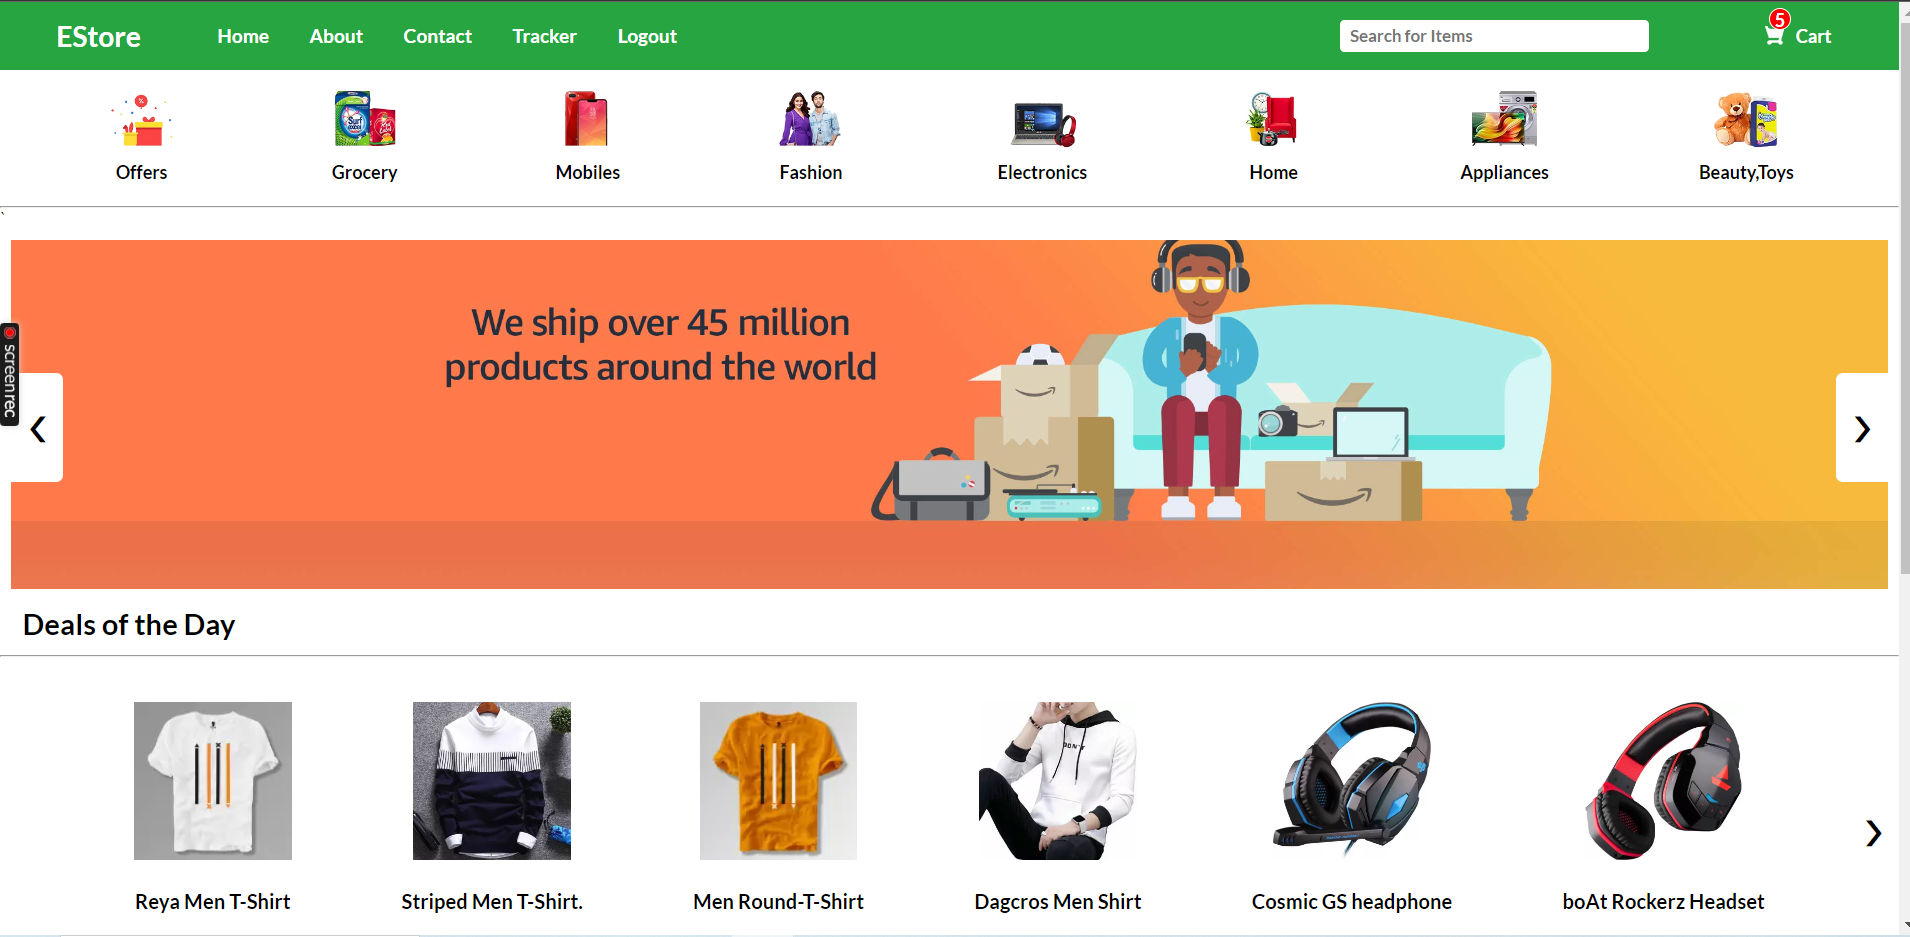 EStore
Home
About
Contact
Tracker
Logout
Search for Items
5
Cart
Offers
Grocery
Mobiles
Fashion
Electronics
Home
Appliances
Beauty,Toys
`
We ship over 45 million
products around the world
screenrec
Deals of the Day
Reya Men T-Shirt
Striped Men T-Shirt.
Men Round-T-Shirt
Dagcros Men Shirt
Cosmic GS headphone
boAt Rockerz Headset